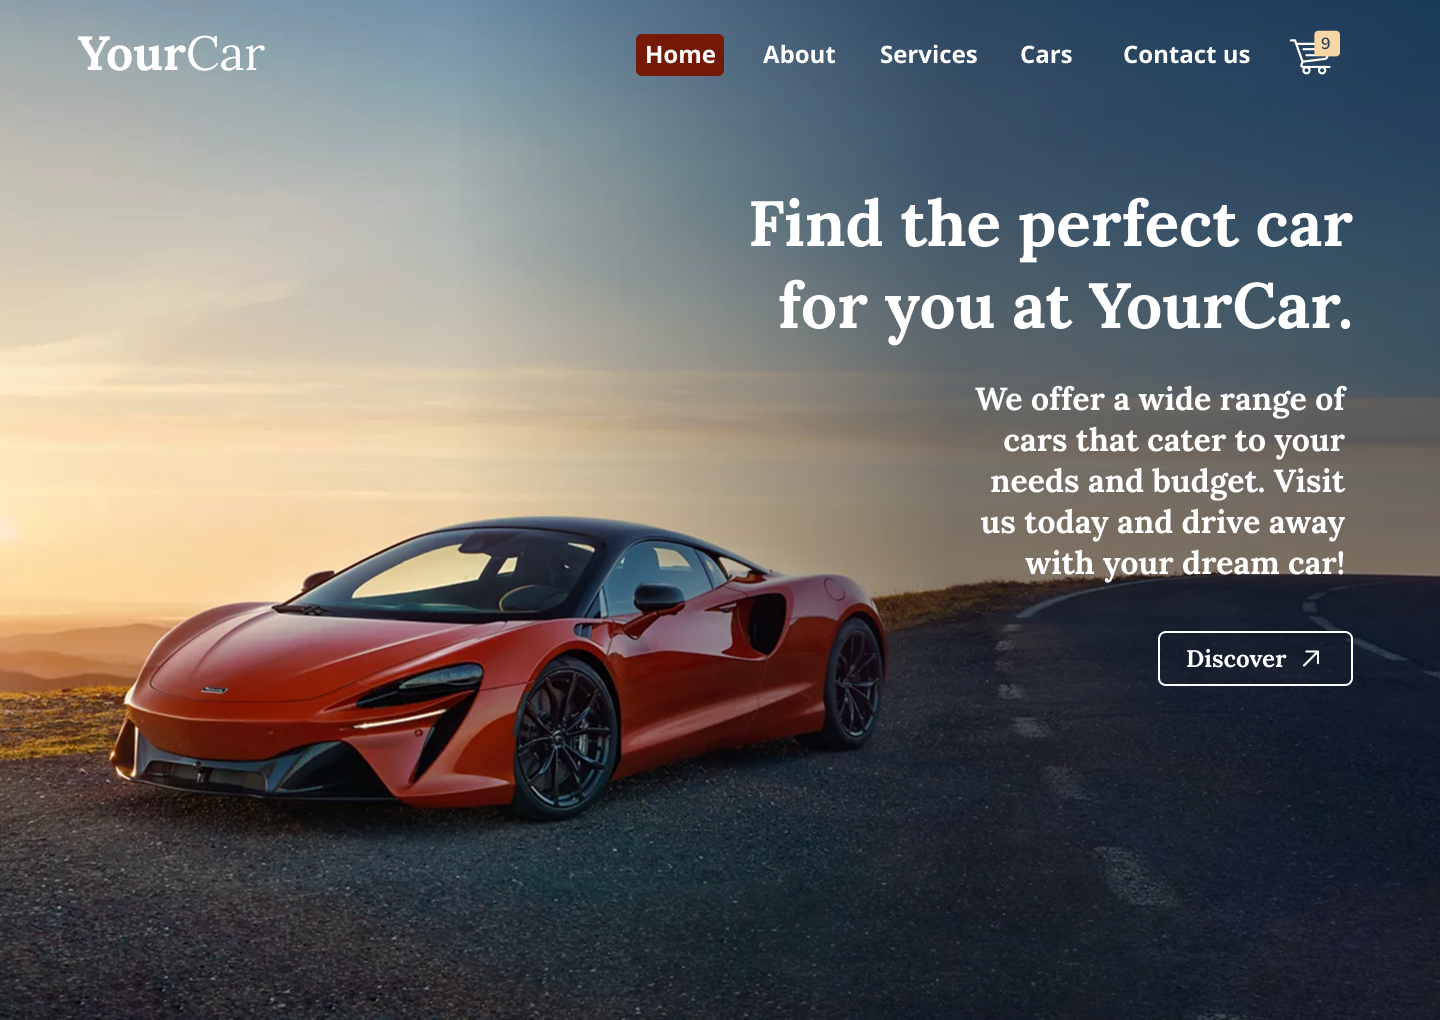 YourCar
Home About Services Cars Contact us 9
Find the perfect car
for you at YourCar.
We offer a wide range of
cars that cater to your
needs and budget. Visit
us today and drive away
with your dream car!
Discover